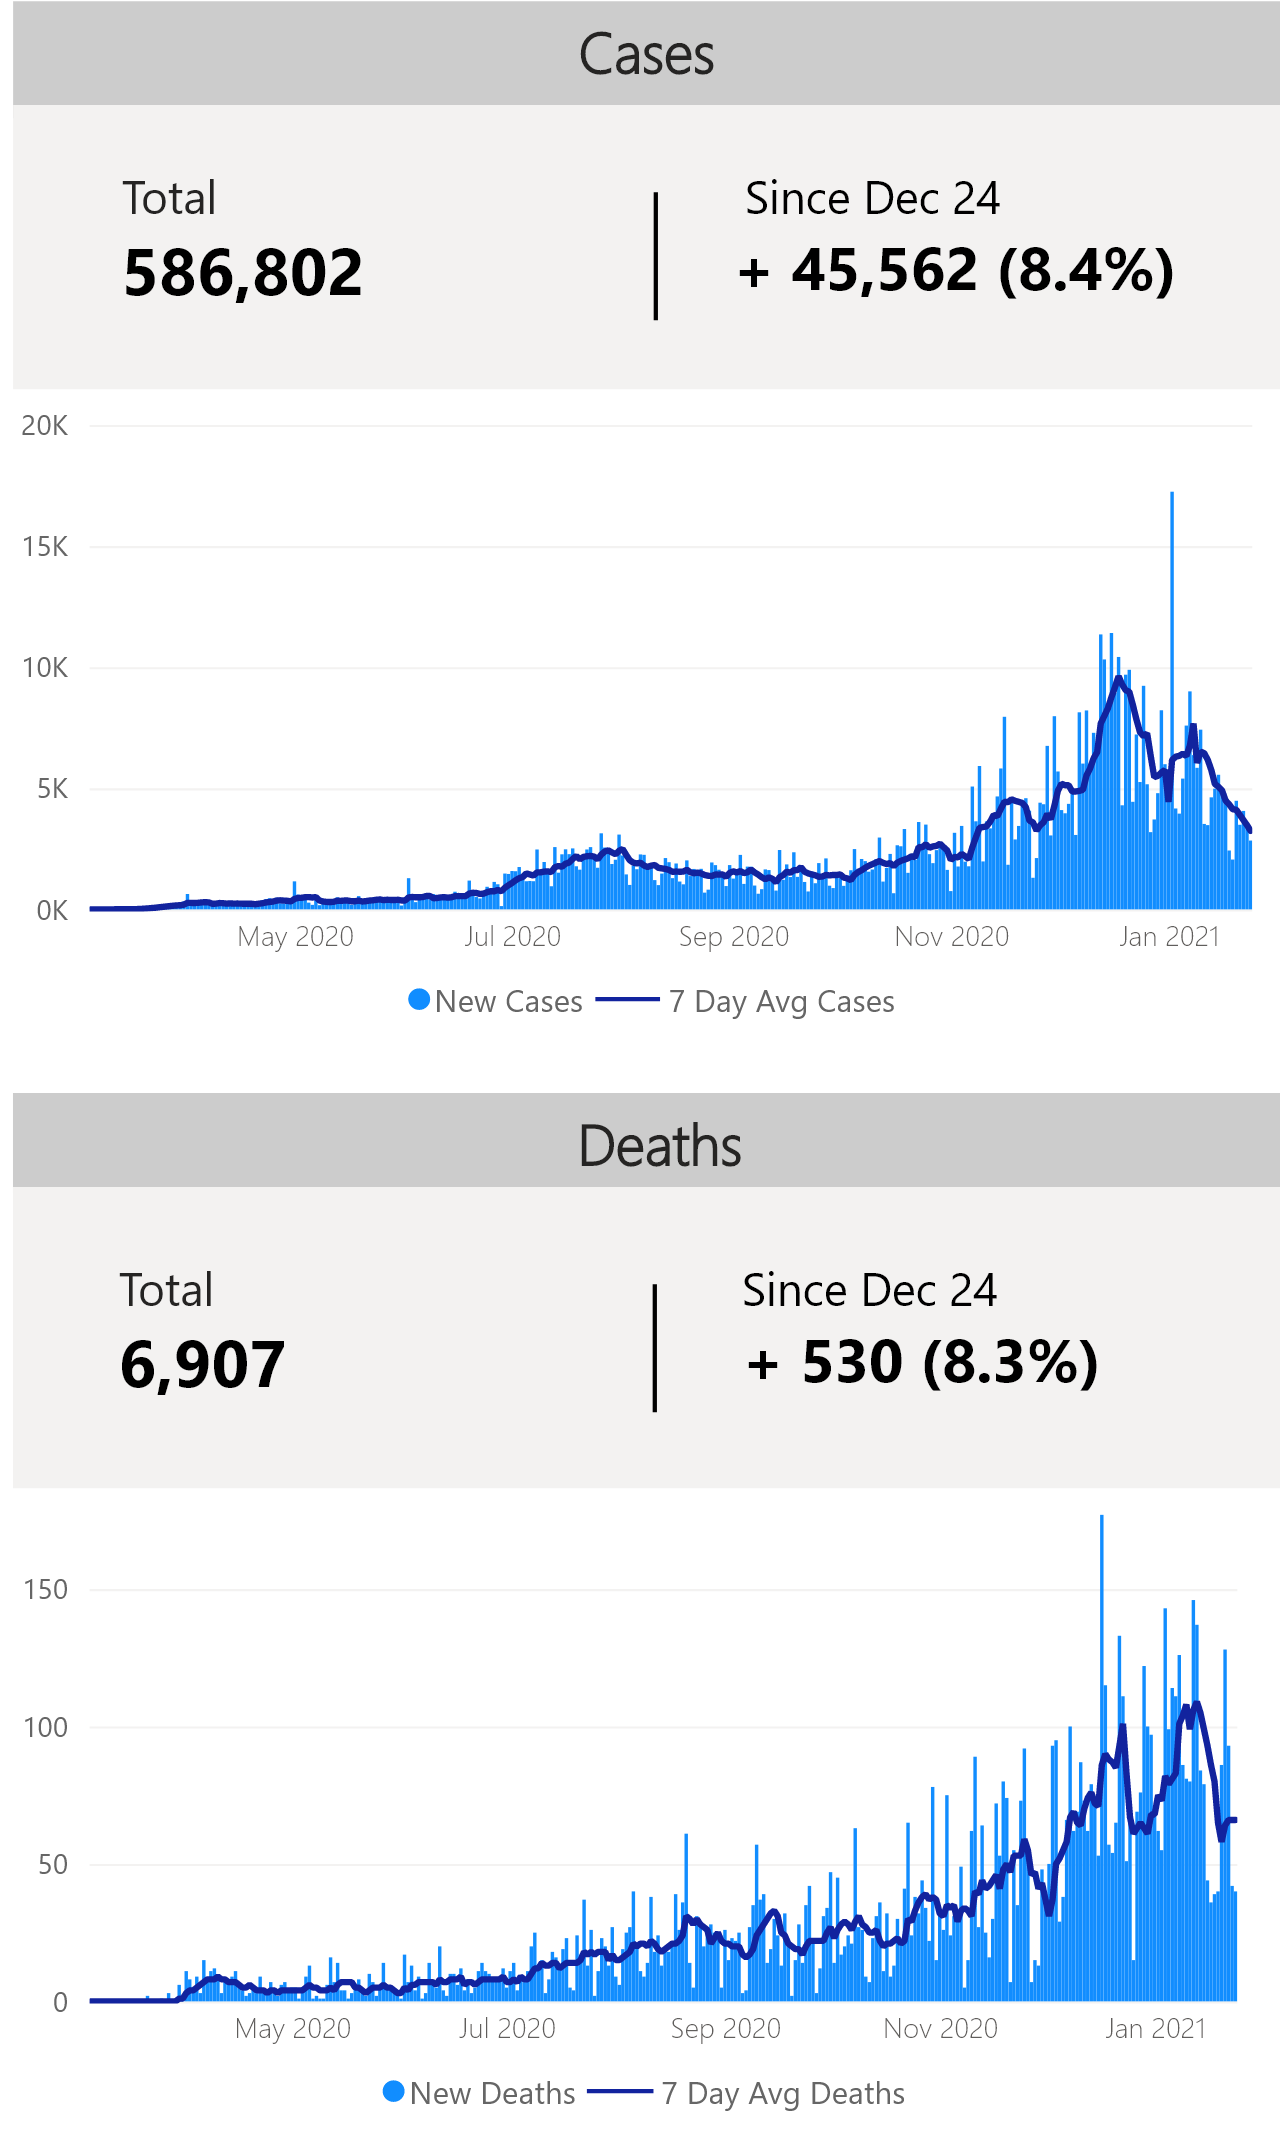 Cases
Total
Since Dec 24
586,802
+ 45,562 (8.4%)
20K
15K
10K
5K
0K
May 2020
Jul 2020
Sep 2020
Nov 2020
Jan 2021
New Cases
7 Day Avg Cases
Deaths
Total
Since Dec 24
6,907
+ 530 (8.3%)
150
100
50
0
May 2020
Jul 2020
Sep 2020
Nov 2020
Jan 2021
New Deaths
7 Day Avg Deaths